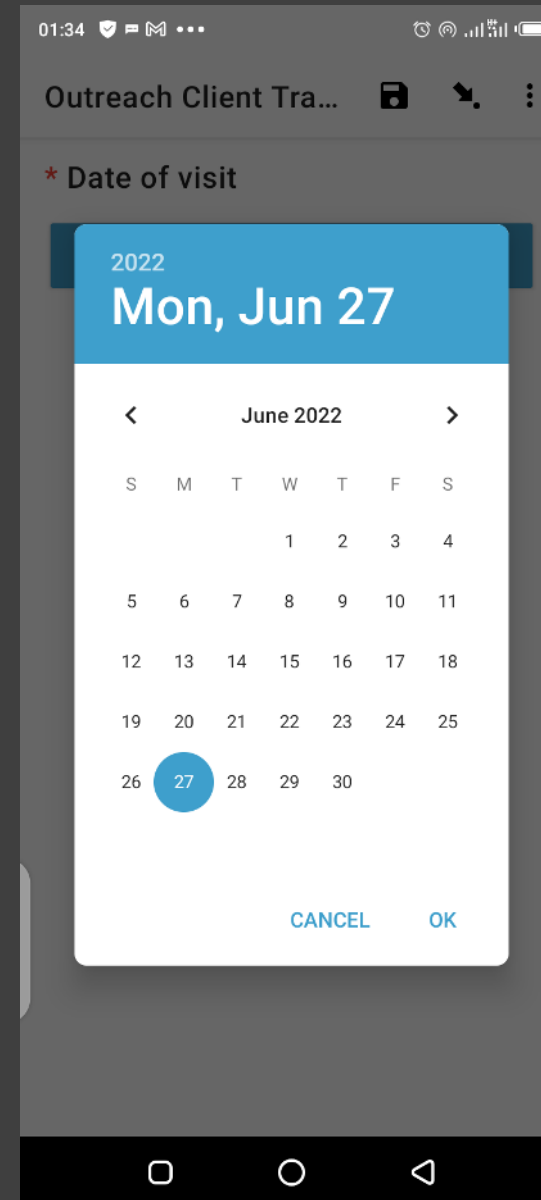 01:34
Outreach Client Tra...
* Date of visit
2022
Mon, Jun 27
June 2022
S M T W T F S
1 2 3 4
5 6 7 8 9 10 11
12 13 14 15 16 17 18
19 20 21 22 23 24 25
26 27 28 29 30
CANCEL OK